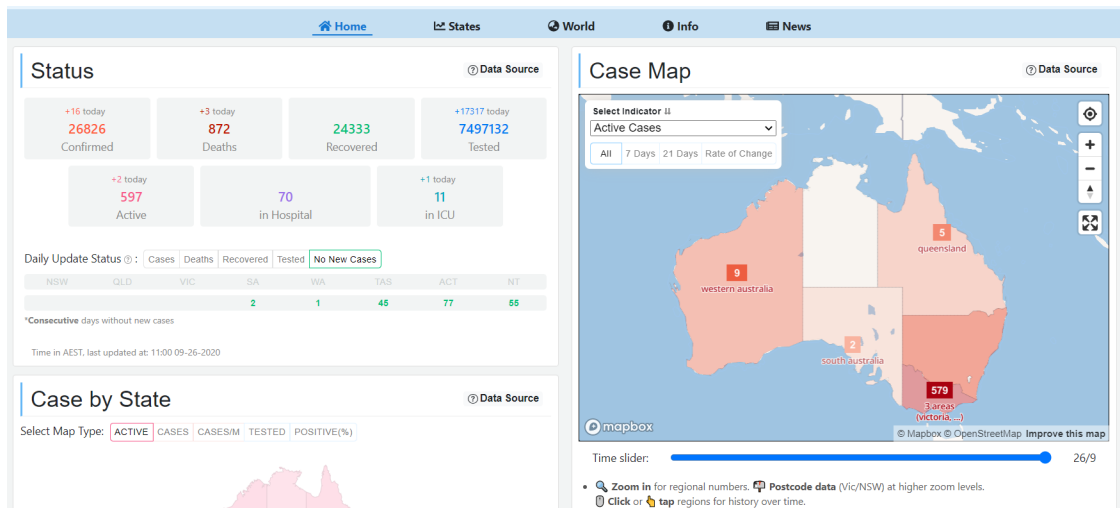 Home States World Info News
Status
Data Source
+16 today +3 today +17317 today
26826 872 24333 7497132
Confirmed Deaths Recovered Tested
+2 today +1 today
597 70 11
Active in Hospital in ICU
Daily Update Status ? : Cases Deaths Recovered Tested No New Cases
NSW QLD VIC SA WA TAS ACT NT
2 1 45 77 55
*Consecutive days without new cases
Time in AEST, last updated at: 11:00 09-26-2020
Case by State
Data Source
Select Map Type: ACTIVE CASES CASES/M TESTED POSITIVE(%)
Case Map
Data Source
Select Indicator
Active Cases
All 7 Days 21 Days Rate of Change
5
queensland
9
western australia
2
south australia
579
3 areas
(victoria, ...)
mapbox
© Mapbox © OpenStreetMap Improve this map
Time slider: 26/9
Zoom in for regional numbers. Postcode data (Vic/NSW) at higher zoom levels.
Click or tap regions for history over time.